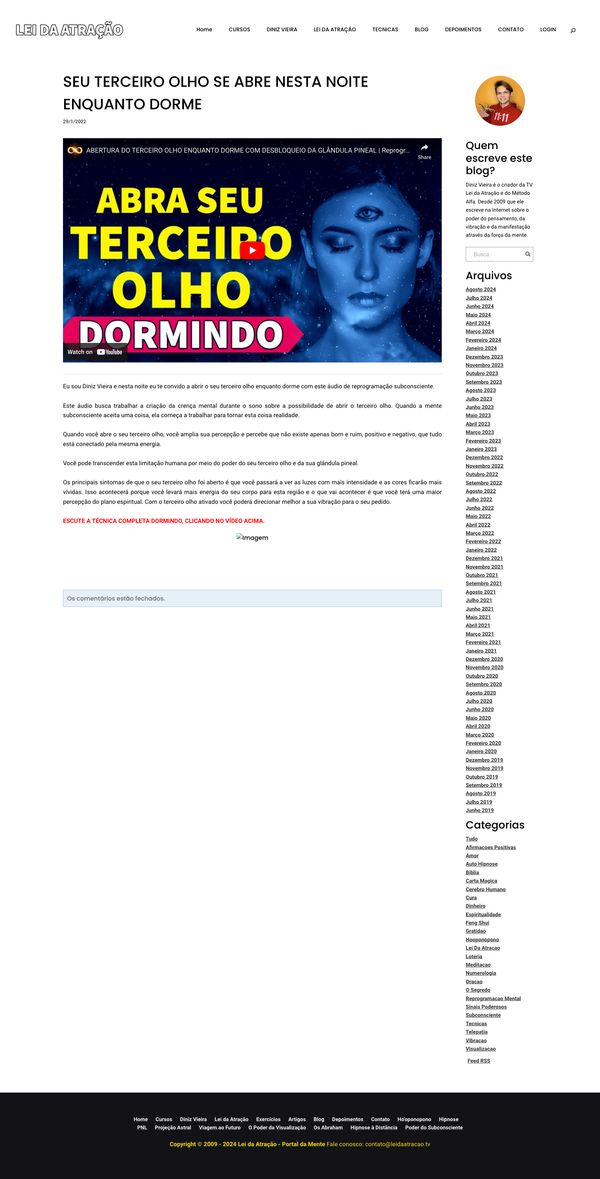 LEI DA ATRAÇÃO
Home CURSOS DINIZ VIEIRA LEI DA ATRAÇÃO TECNICAS BLOG DEPOIMENTOS CONTATO LOGIN
SEU TERCEIRO OLHO SE ABRE NESTA NOITE
ENQUANTO DORME
29/1/2022
ABERTURA DO TERCEIRO OLHO ENQUANTO DORME COM DESBLOQUEIO DA GLÂNDULA PINEAL | Reprogr...
Share
ABRA SEU
TERCEIRO
OLHO
DORMINDO
Watch on YouTube
Eu sou Diniz Vieira e nesta noite eu te convido a abrir o seu terceiro olho enquanto dorme com este áudio de reprogramação subconsciente.
Este áudio busca trabalhar a criação da crença mental durante o sono sobre a possibilidade de abrir o terceiro olho. Quando a mente
subconsciente aceita uma coisa, ela começa a trabalhar para tornar esta coisa realidade.
Quando você abre o seu terceiro olho, você amplia sua percepção e percebe que não existe apenas bom e ruim, positivo e negativo, que tudo
está conectado pela mesma energia.
Você pode transcender esta limitação humana por meio do poder do seu terceiro olho e da sua glândula pineal.
Os principais sintomas de que o seu terceiro olho foi aberto é que você passará a ver as luzes com mais intensidade e as cores ficarão mais
vívidas. Isso acontecerá porque você levará mais energia do seu corpo para esta região e o que vai acontecer é que você terá uma maior
percepção do plano espiritual. Com o terceiro olho ativado você poderá direcionar melhor a sua vibração para o seu pedido.
ESCUTE A TÉCNICA COMPLETA DORMINDO, CLICANDO NO VÍDEO ACIMA.
Imagem
Os comentários estão fechados.
11:11
Quem
escreve este
blog?
Diniz Vieira é o criador da TV
Lei da Atração e do Método
Alfa. Desde 2009 que ele
escreve na Internet sobre o
poder do pensamento, da
vibração e da manifestação
através da força da mente.
Busca
Arquivos
Agosto 2024
Julho 2024
Junho 2024
Maio 2024
Abril 2024
Março 2024
Fevereiro 2024
Janeiro 2024
Dezembro 2023
Novembro 2023
Outubro 2023
Setembro 2023
Agosto 2023
Julho 2023
Junho 2023
Maio 2023
Abril 2023
Março 2023
Fevereiro 2023
Janeiro 2023
Dezembro 2022
Novembro 2022
Outubro 2022
Setembro 2022
Agosto 2022
Julho 2022
Junho 2022
Maio 2022
Abril 2022
Março 2022
Fevereiro 2022
Janeiro 2022
Dezembro 2021
Novembro 2021
Outubro 2021
Setembro 2021
Agosto 2021
Julho 2021
Junho 2021
Maio 2021
Abril 2021
Março 2021
Fevereiro 2021
Janeiro 2021
Dezembro 2020
Novembro 2020
Outubro 2020
Setembro 2020
Agosto 2020
Julho 2020
Junho 2020
Maio 2020
Abril 2020
Março 2020
Fevereiro 2020
Janeiro 2020
Dezembro 2019
Novembro 2019
Outubro 2019
Setembro 2019
Agosto 2019
Julho 2019
Junho 2019
Categorias
Tudo
Afirmacoes Positivas
Amor
Auto Hipnose
Biblia
Carta Magica
Cerebro Humano
Cura
Dinheiro
Espiritualidade
Feng Shui
Gratidao
Hooponopono
Lei Da Atracao
Loteria
Meditacao
Numerologia
Oracao
O Segredo
Reprogramacao Mental
Sinais Poderosos
Subconsciente
Tecnicas
Telepatia
Vibracao
Visualizacao
Feed RSS
Home Cursos Diniz Vieira Lei da Atração Exercícios Artigos Blog Depoimentos Contato Ho'oponopono Hipnose
PNL Projeção Astral Viagem ao Futuro O Poder da Visualização Os Abraham Hipnose à Distância Poder do Subconsciente
Copyright © 2009 - 2024 Lei da Atração - Portal da Mente Fale conosco: contato@leidaatracao.tv